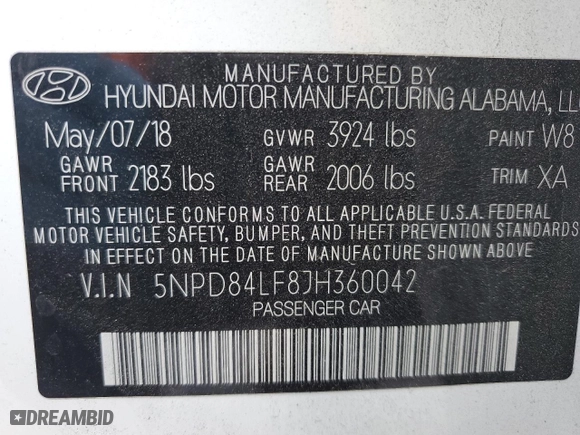 MANUFACTURED BY
HYUNDAI MOTOR MANUFACTURING ALABAMA, LL
May/07/18 GVWR 3924 lbs PAINT W8
GAWR FRONT 2183 lbs GAWR REAR 2006 lbs TRIM XA
THIS VEHICLE CONFORMS TO ALL APPLICABLE U.S.A. FEDERAL
MOTOR VEHICLE SAFETY, BUMPER, AND THEFT PREVENTION STANDARDS
IN EFFECT ON THE DATE OF MANUFACTURE SHOWN ABOVE
V.I.N 5NPD84LF8JH360042
PASSENGER CAR
DREAMBID